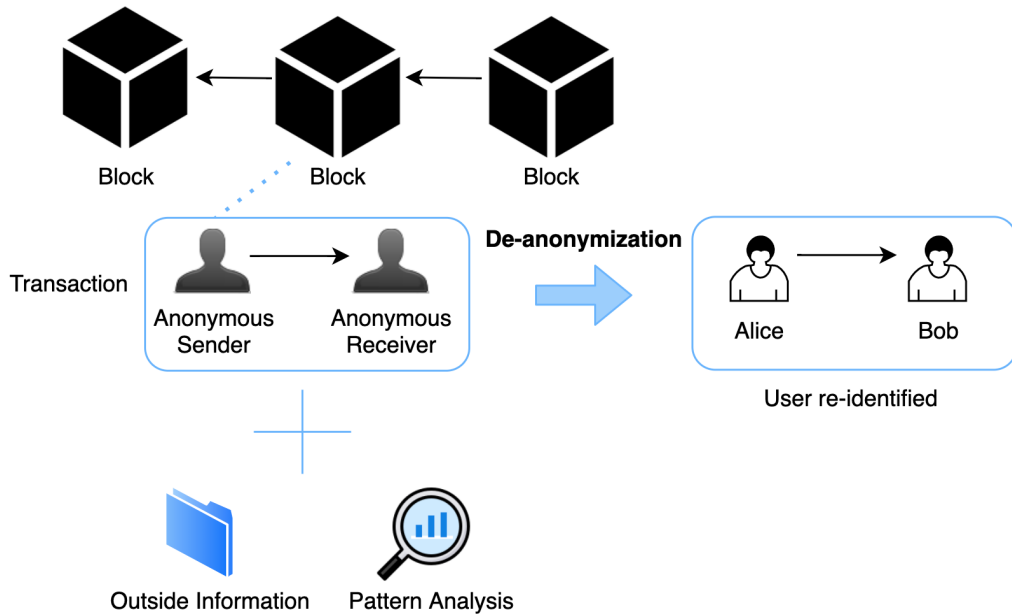 Block
Block
Block
De-anonymization
Transaction
Anonymous
Sender
Anonymous
Receiver
Alice
Bob
User re-identified
Outside Information
Pattern Analysis